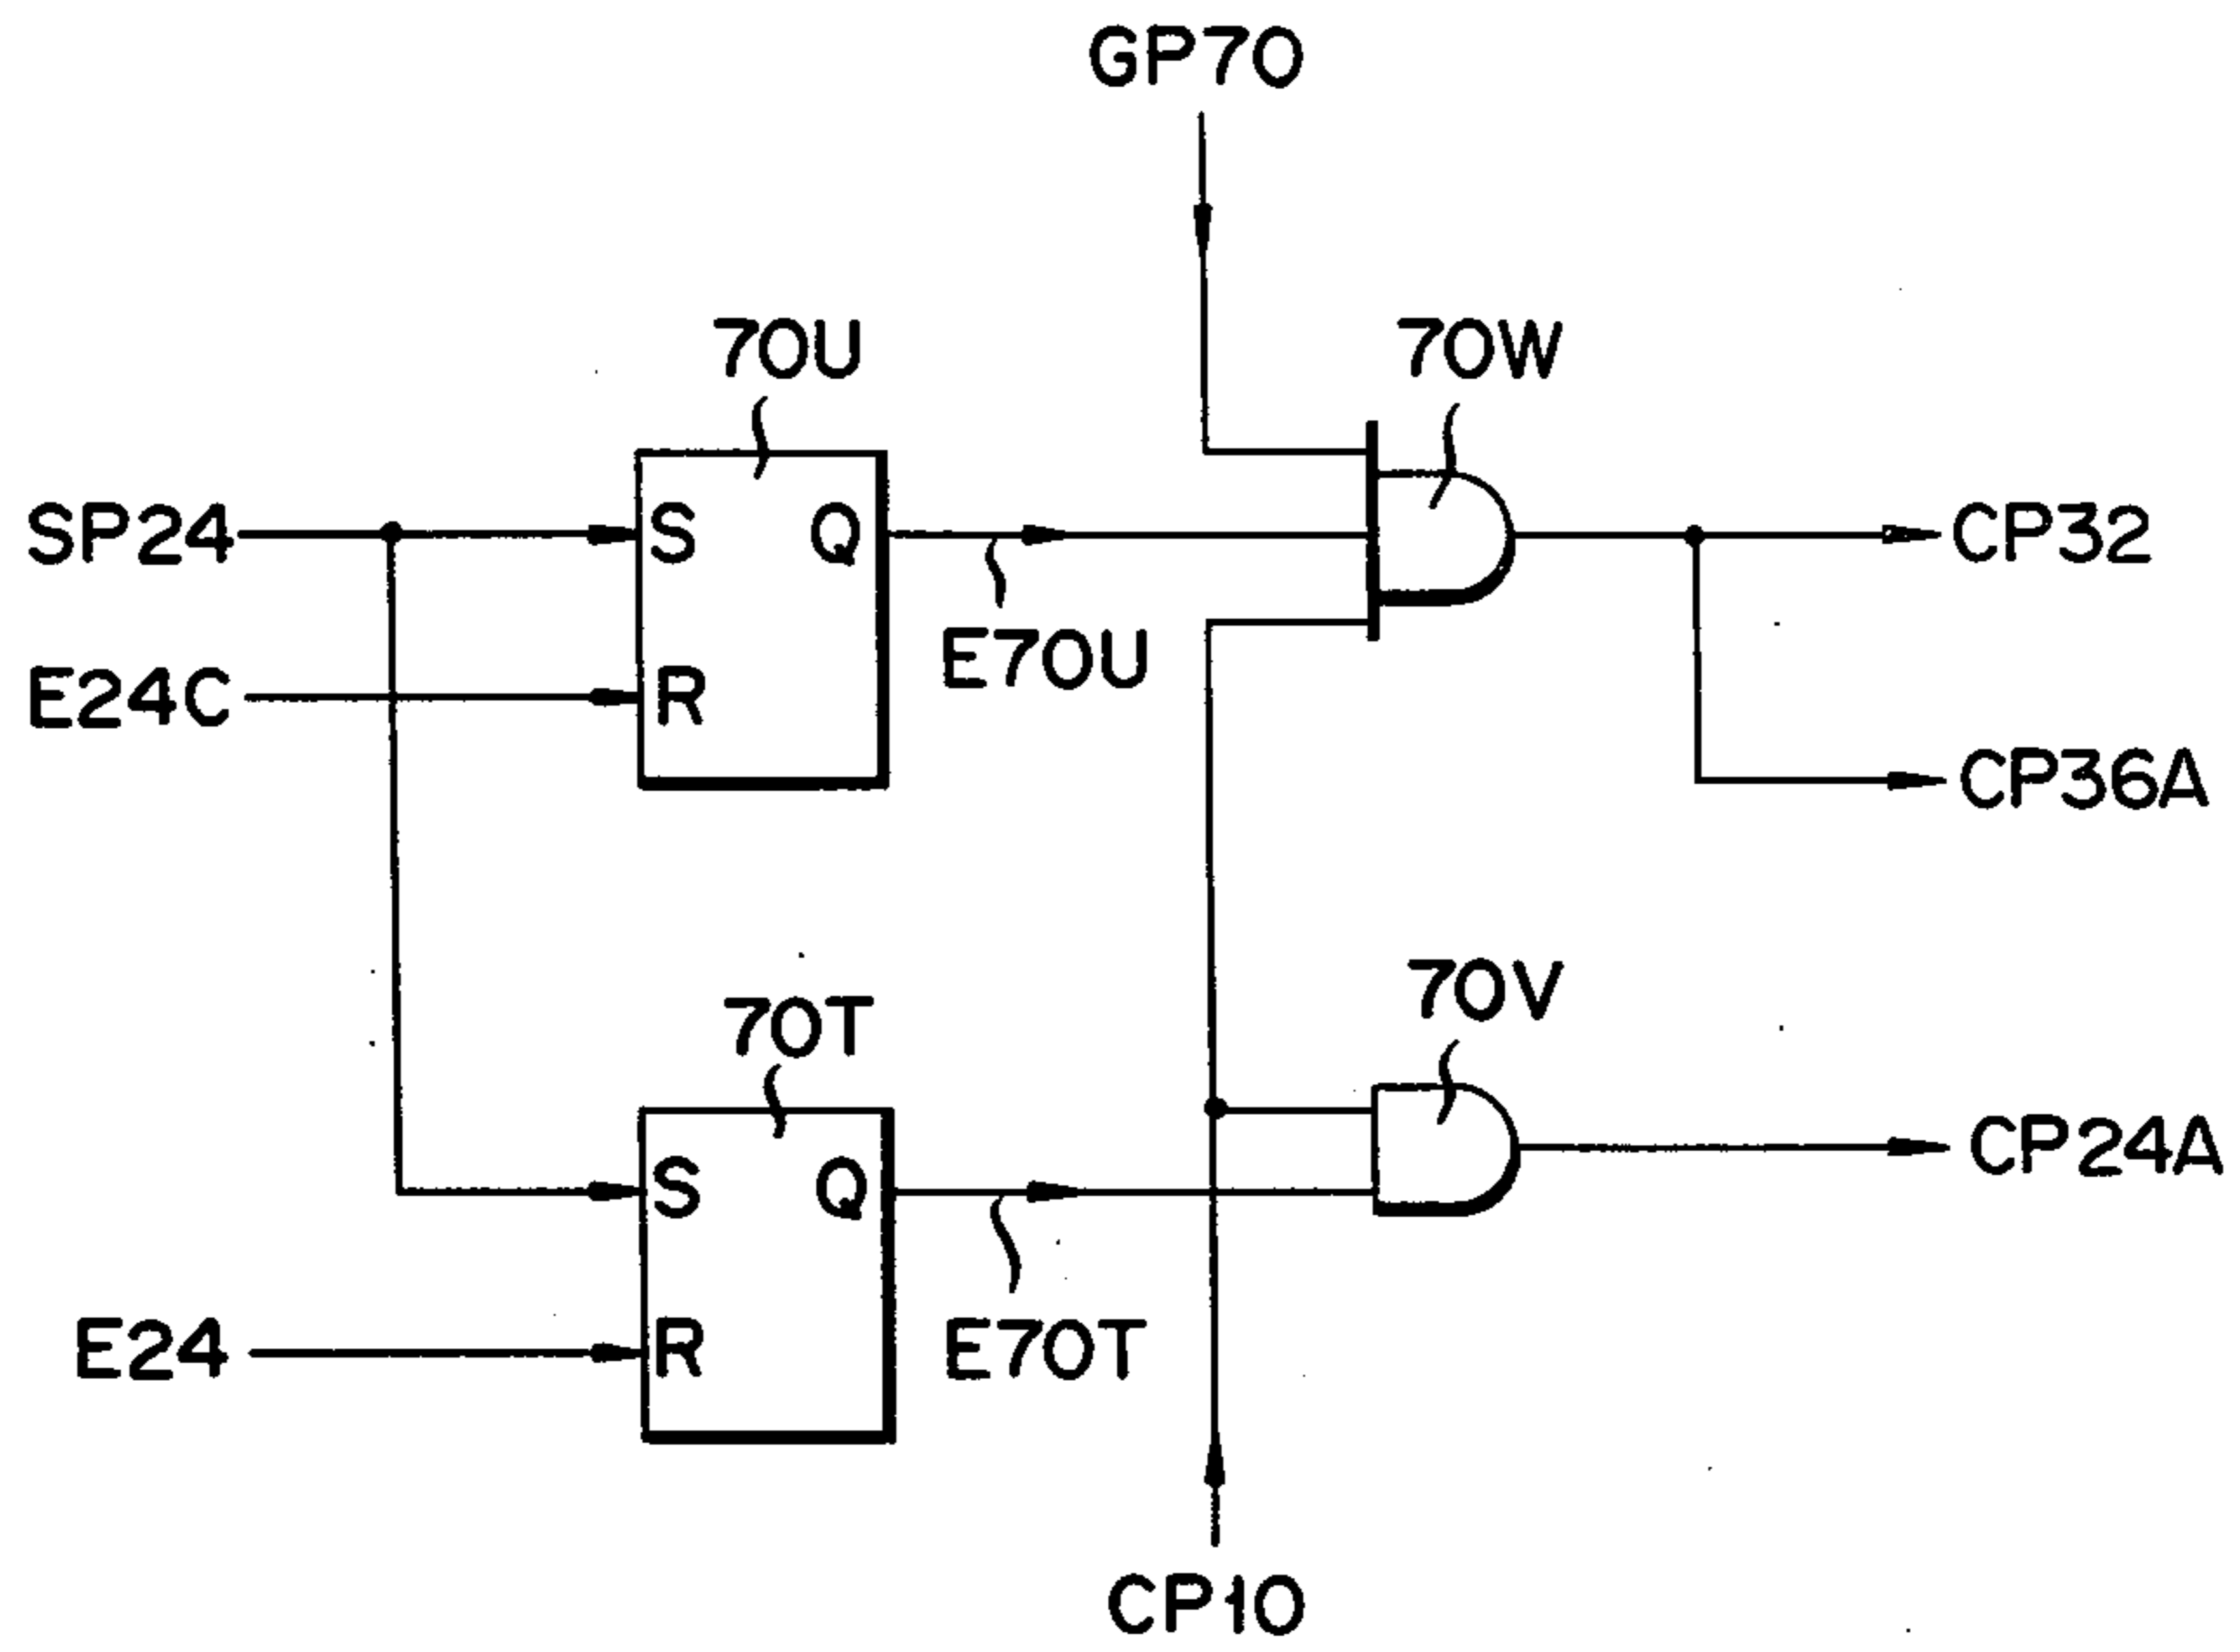 GP70
70U
70W
SP24
S
Q
CP32
E70U
E24C
R
CP36A
70V
70T
CP24A
S
Q
E24
R
E70T
CP10